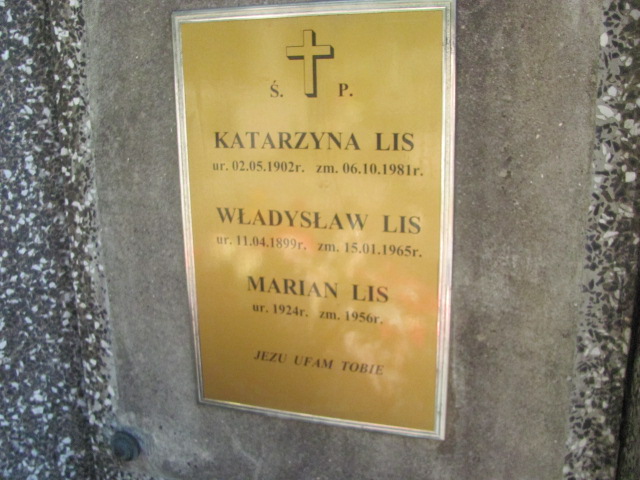 Ś. P.
KATARZYNA LIS
ur. 02.05.1902r. zm. 06.10.1981r.
WŁADYSŁAW LIS
ur. 11.04.1899r. zm. 15.01.1965r.
MARIAN LIS
ur. 1924r. zm. 1956r.
JEZU UFAM TOBIE